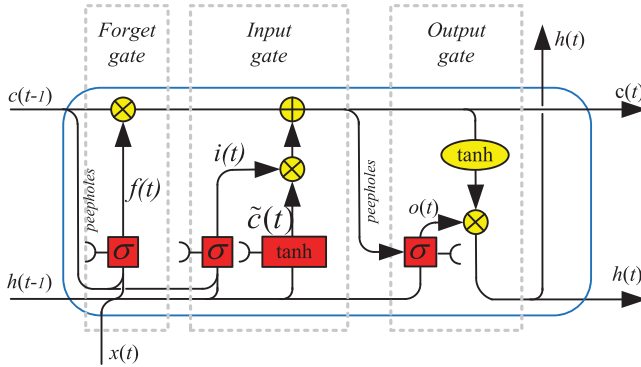 Forget
gate
Input
gate
Output
gate
h(t)
c(t-1)
c(t)
peepholes
f(t)
i(t)
c̃(t)
peepholes
o(t)
tanh
σ
σ
tanh
σ
h(t-1)
h(t)
x(t)